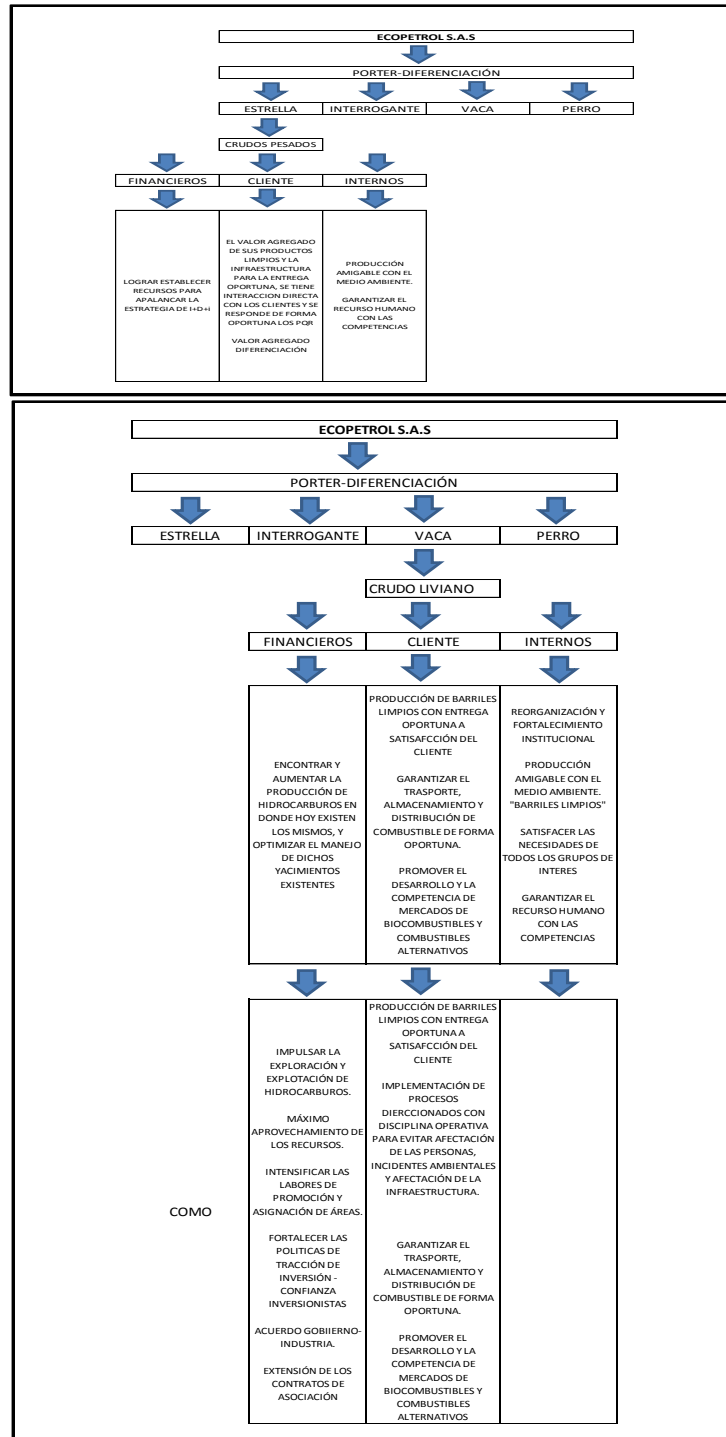 ECOPETROL S.A.S
PORTER-DIFERENCIACIÓN
ESTRELLA INTERROGANTE VACA PERRO
CRUDOS PESADOS
FINANCIEROS CLIENTE INTERNOS
LOGRAR ESTABLECER
RECURSOS PARA
APALANCAR LA
ESTRATEGIA DE I+D+i
EL VALOR AGREGADO
DE SUS PRODUCTOS
LIMPIOS Y LA
INFRAESTRUCTURA
PARA LA ENTREGA
OPORTUNA, SE TIENE
INTERACCION DIRECTA
CON LOS CLIENTES Y SE
RESPONDE DE FORMA
OPORTUNA LOS PQR
VALOR AGREGADO
DIFERENCIACIÓN
PRODUCCIÓN
AMIGABLE CON EL
MEDIO AMBIENTE.
GARANTIZAR EL
RECURSO HUMANO
CON LAS
COMPETENCIAS
ECOPETROL S.A.S
PORTER-DIFERENCIACIÓN
ESTRELLA INTERROGANTE VACA PERRO
CRUDO LIVIANO
FINANCIEROS CLIENTE INTERNOS
ENCONTRAR Y
AUMENTAR LA
PRODUCCIÓN DE
HIDROCARBUROS EN
DONDE HOY EXISTEN
LOS MISMOS, Y
OPTIMIZAR EL MANEJO
DE DICHOS
YACIMIENTOS
EXISTENTES
PRODUCCIÓN DE BARRILES
LIMPIOS CON ENTREGA
OPORTUNA A
SATISAFCCIÓN DEL
CLIENTE
GARANTIZAR EL
TRASPORTE,
ALMACENAMIENTO Y
DISTRIBUCIÓN DE
COMBUSTIBLE DE FORMA
OPORTUNA.
PROMOVER EL
DESARROLLO Y LA
COMPETENCIA DE
MERCADOS DE
BIOCOMBUSTIBLES Y
COMBUSTIBLES
ALTERNATIVOS
REORGANIZACIÓN Y
FORTALECIMIENTO
INSTITUCIONAL
PRODUCCIÓN
AMIGABLE CON EL
MEDIO AMBIENTE.
"BARRILES LIMPIOS"
SATISFACER LAS
NECESIDADES DE
TODOS LOS GRUPOS DE
INTERES
GARANTIZAR EL
RECURSO HUMANO
CON LAS
COMPETENCIAS
COMO
IMPULSAR LA
EXPLORACIÓN Y
EXPLOTACIÓN DE
HIDROCARBUROS.
MÁXIMO
APROVECHAMIENTO DE
LOS RECURSOS.
INTENSIFICAR LAS
LABORES DE
PROMOCIÓN Y
ASIGNACIÓN DE ÁREAS.
FORTALECER LAS
POLITICAS DE
TRACCIÓN DE
INVERSIÓN -
CONFIANZA
INVERSIONISTAS
ACUERDO GOBIIERNO-
INDUSTRIA.
EXTENSIÓN DE LOS
CONTRATOS DE
ASOCIACIÓN
PRODUCCIÓN DE BARRILES
LIMPIOS CON ENTREGA
OPORTUNA A
SATISAFCCIÓN DEL
CLIENTE
IMPLEMENTACIÓN DE
PROCESOS
DIERCCIONADOS CON
DISCIPLINA OPERATIVA
PARA EVITAR AFECTACIÓN
DE LAS PERSONAS,
INCIDENTES AMBIENTALES
Y AFECTACIÓN DE LA
INFRAESTRUCTURA.
GARANTIZAR EL
TRASPORTE,
ALMACENAMIENTO Y
DISTRIBUCIÓN DE
COMBUSTIBLE DE FORMA
OPORTUNA.
PROMOVER EL
DESARROLLO Y LA
COMPETENCIA DE
MERCADOS DE
BIOCOMBUSTIBLES Y
COMBUSTIBLES
ALTERNATIVOS